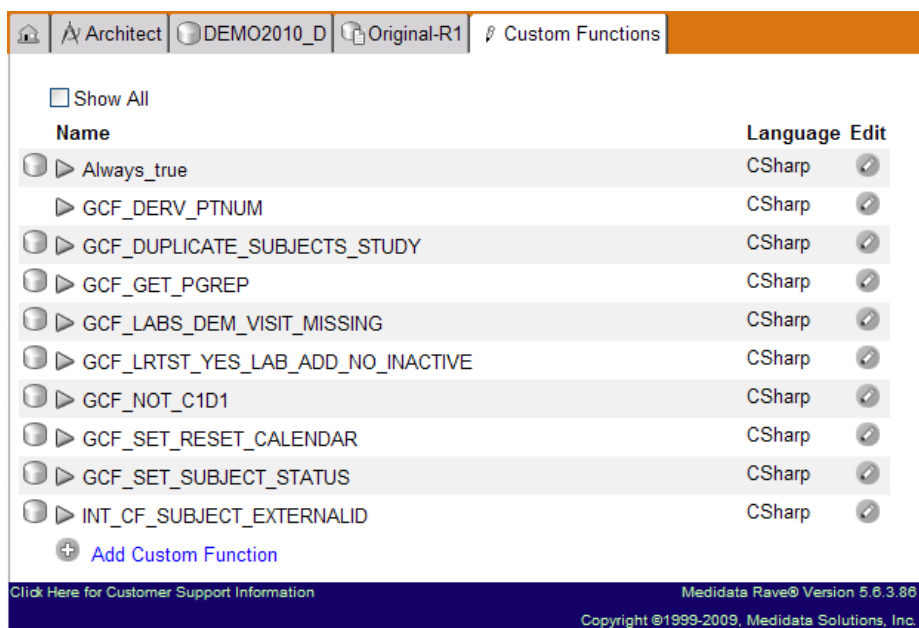 Architect DEMO2010_D Original-R1 Custom Functions
Show All
Name Language Edit
Always_true CSharp
GCF_DERV_PTNUM CSharp
GCF_DUPLICATE_SUBJECTS_STUDY CSharp
GCF_GET_PGREP CSharp
GCF_LABS_DEM_VISIT_MISSING CSharp
GCF_LRTST_YES_LAB_ADD_NO_INACTIVE CSharp
GCF_NOT_C1D1 CSharp
GCF_SET_RESET_CALENDAR CSharp
GCF_SET_SUBJECT_STATUS CSharp
INT_CF_SUBJECT_EXTERNALID CSharp
Add Custom Function
Click Here for Customer Support Information Medidata Rave® Version 5.6.3.86
Copyright ©1999-2009, Medidata Solutions, Inc.